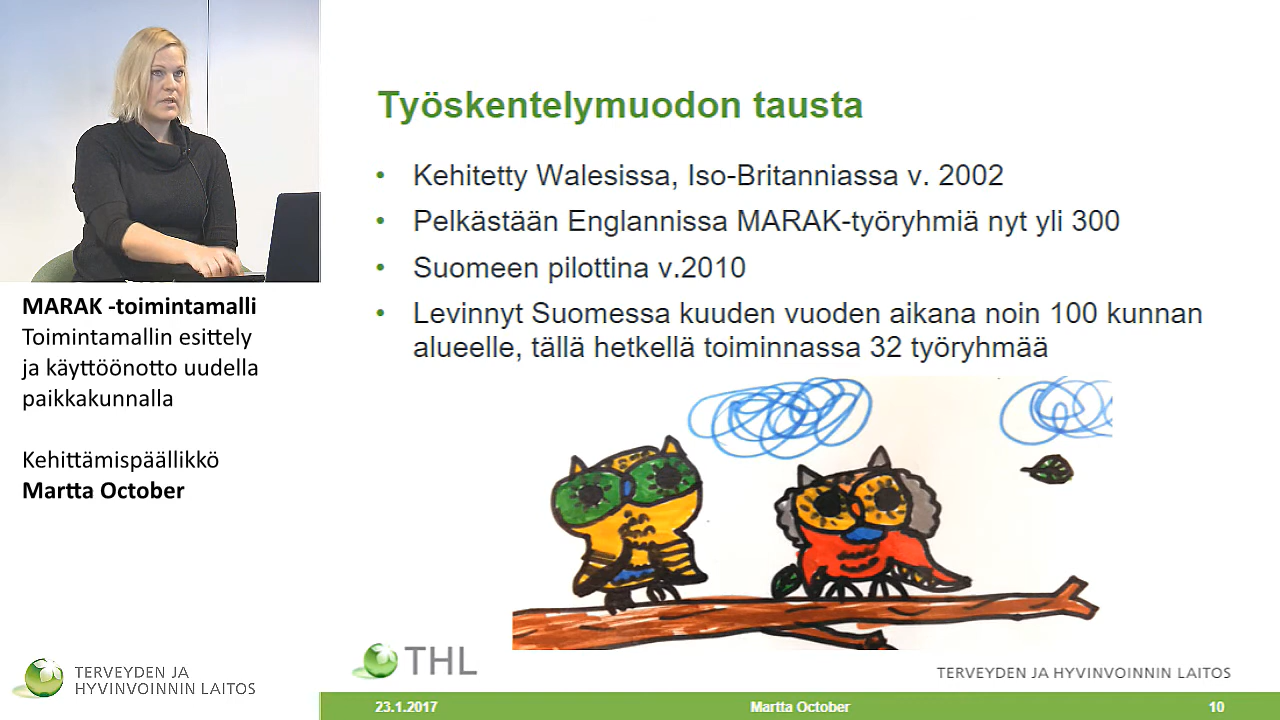 MARAK -toimintamalli
Toimintamallin esittely
ja käyttöönotto uudella
paikkakunnalla
Kehittämispäällikkö
Martta October
TERVEYDEN JA
HYVINVOINNIN LAITOS
Työskentelymuodon tausta
• Kehitetty Walesissa, Iso-Britanniassa v. 2002
• Pelkästään Englannissa MARAK-työryhmiä nyt yli 300
• Suomeen pilottina v.2010
• Levinnyt Suomessa kuuden vuoden aikana noin 100 kunnan
alueelle, tällä hetkellä toiminnassa 32 työryhmää
THL
TERVEYDEN JA HYVINVOINNIN LAITOS
23.1.2017 Martta October 10